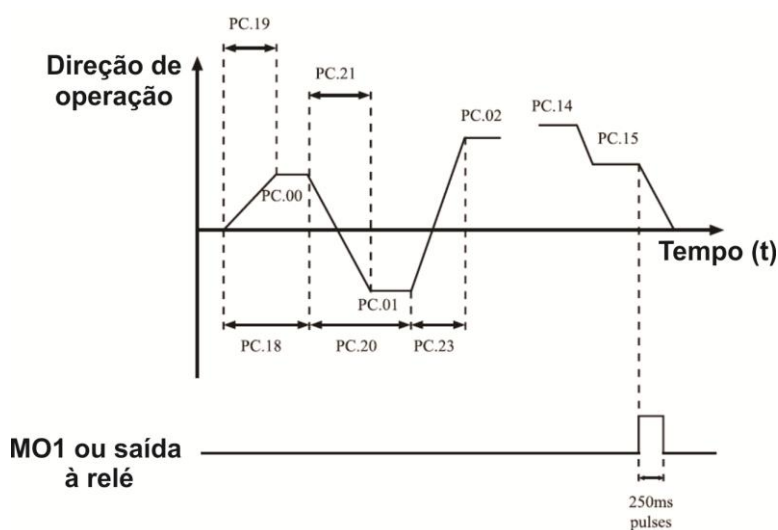 PC.19
Direção de
operação
PC.21
PC.02
PC.14
PC.15
PC.00
Tempo (t)
PC.01
PC.18
PC.20
PC.23
MO1 ou saída
à relé
250ms
pulses